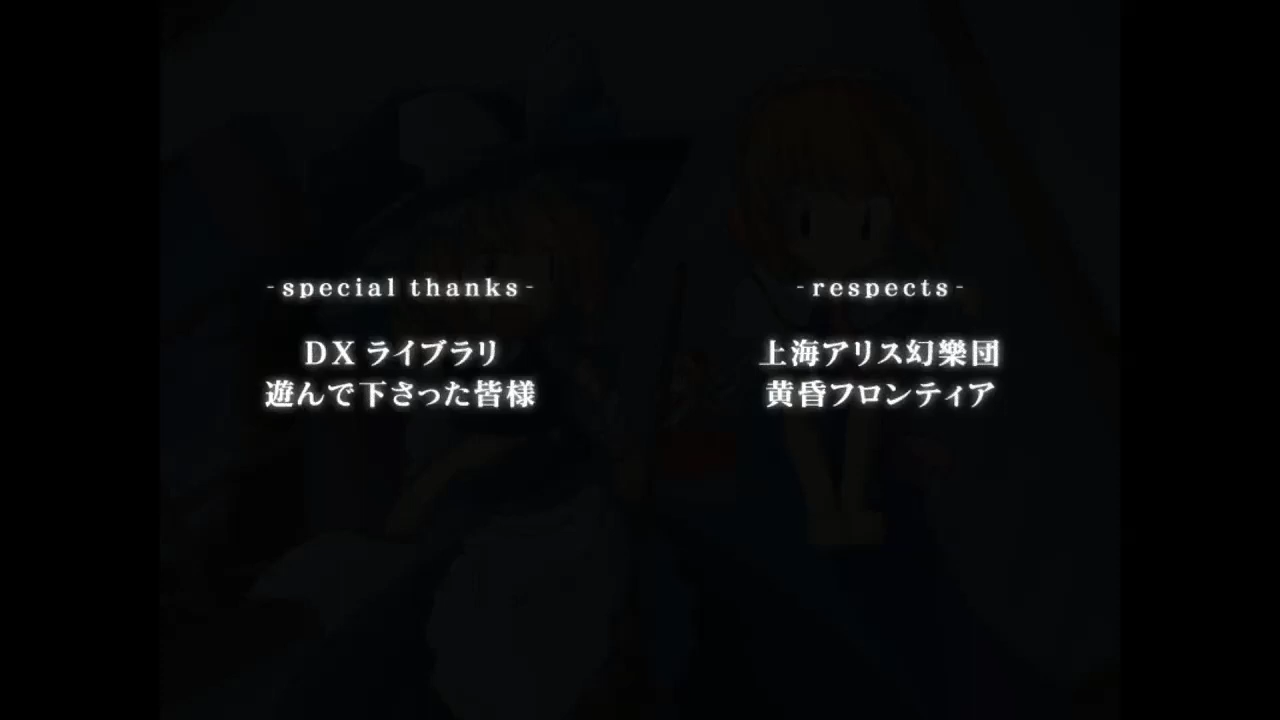 -special thanks-
DX ライブラリ
遊んで下さった皆様
-respects-
上海アリス幻樂団
黄昏フロンティア